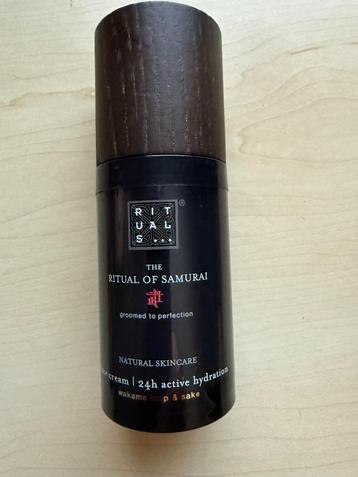 RIT
UAL
S...
®
THE
RITUAL OF SAMURAI
groomed to perfection
NATURAL SKINCARE
cream | 24h active hydration
wakame & sake